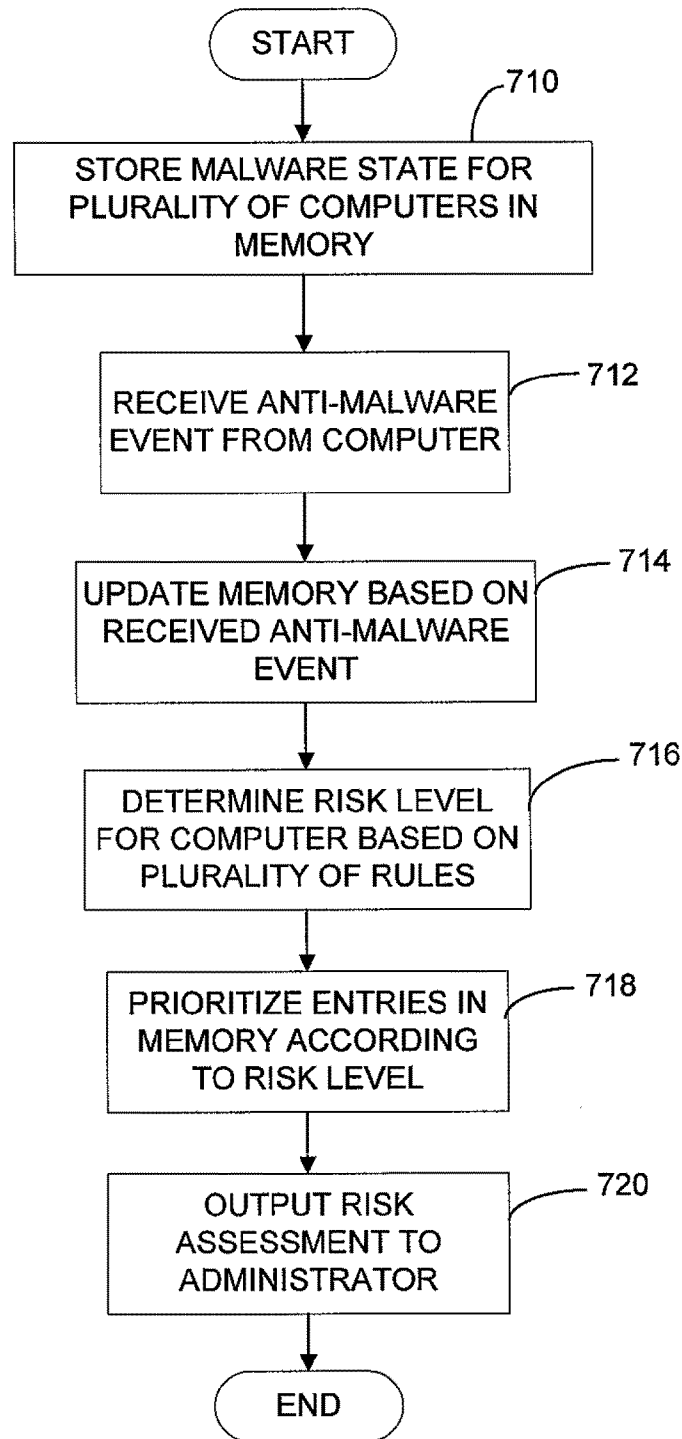 START
710
STORE MALWARE STATE FOR
PLURALITY OF COMPUTERS IN
MEMORY
712
RECEIVE ANTI-MALWARE
EVENT FROM COMPUTER
714
UPDATE MEMORY BASED ON
RECEIVED ANTI-MALWARE
EVENT
716
DETERMINE RISK LEVEL
FOR COMPUTER BASED ON
PLURALITY OF RULES
718
PRIORITIZE ENTRIES IN
MEMORY ACCORDING
TO RISK LEVEL
720
OUTPUT RISK
ASSESSMENT TO
ADMINISTRATOR
END